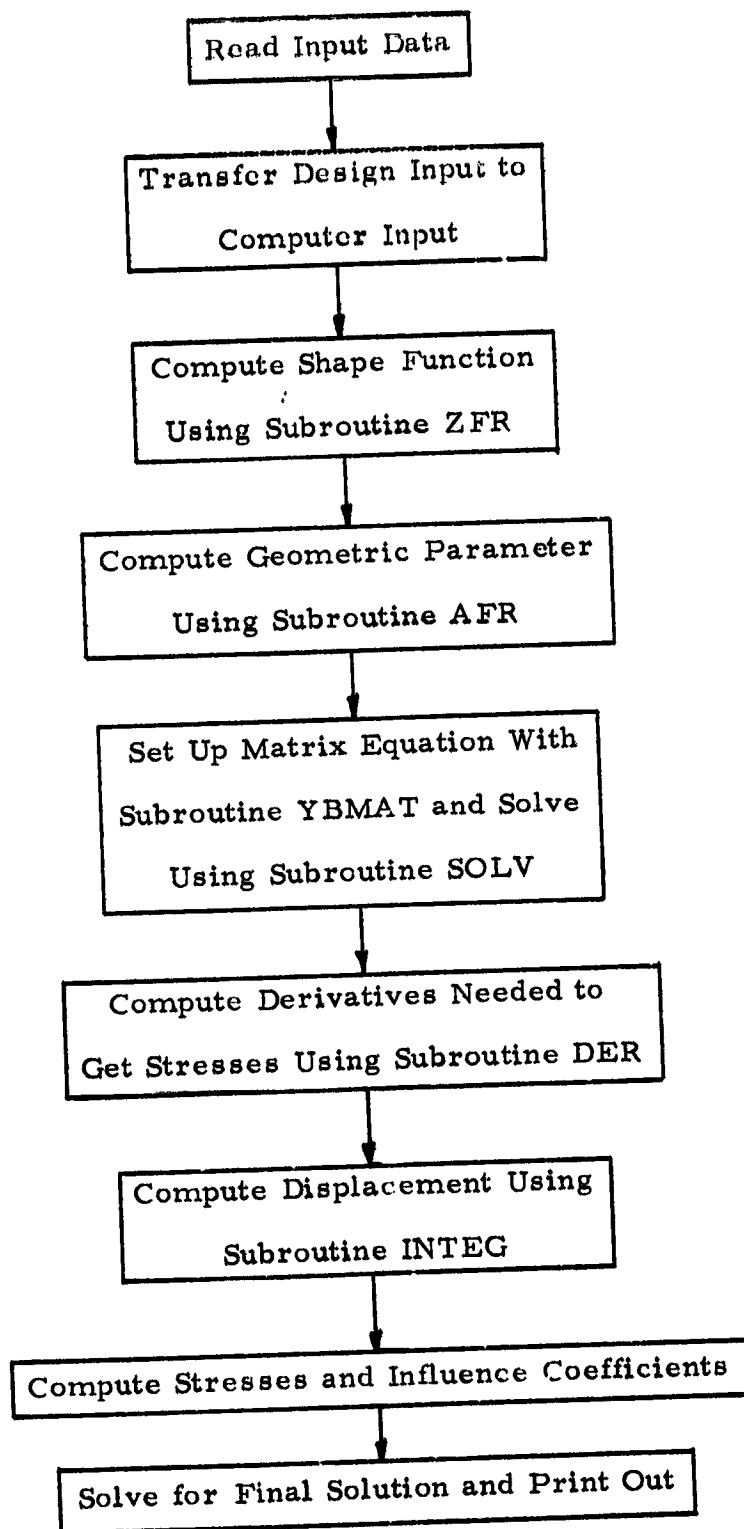 Read Input Data
Transfer Design Input to
Computer Input
Compute Shape Function
Using Subroutine ZFR
Compute Geometric Parameter
Using Subroutine AFR
Set Up Matrix Equation With
Subroutine YBMAT and Solve
Using Subroutine SOLV
Compute Derivatives Needed to
Get Stresses Using Subroutine DER
Compute Displacement Using
Subroutine INTEG
Compute Stresses and Influence Coefficients
Solve for Final Solution and Print Out